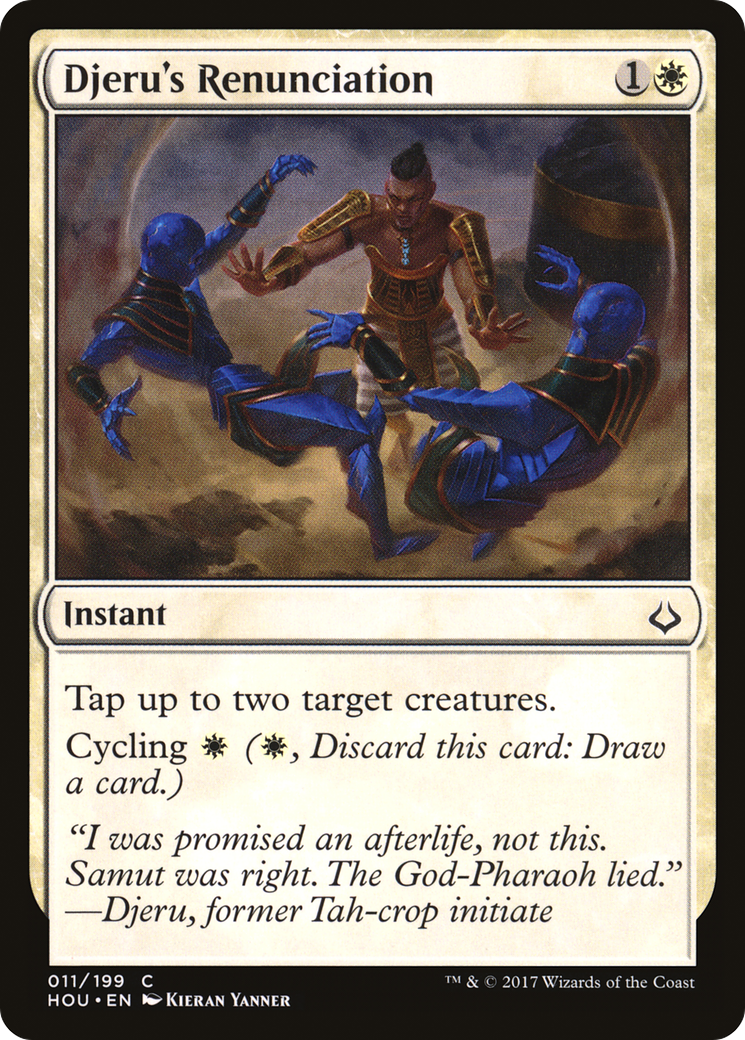 Djeru's Renunciation 1
Instant
Tap up to two target creatures.
Cycling (, Discard this card: Draw
a card.)
“I was promised an afterlife, not this.
Samut was right. The God-Pharaoh lied.”
—Djeru, former Tah-crop initiate
011/199 C
HOU • EN Kieran Yanner
™ & © 2017 Wizards of the Coast